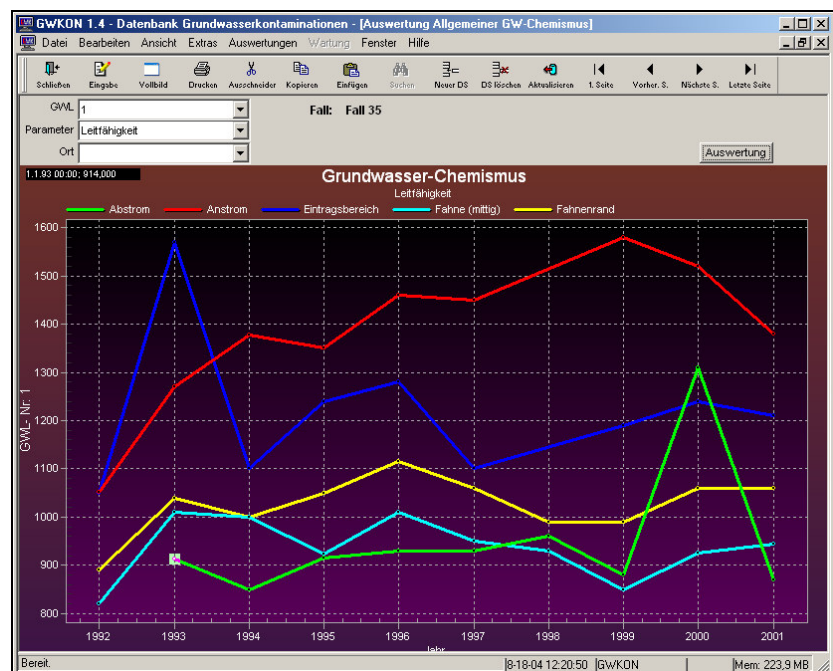 GWKON 1.4 - Datenbank Grundwasserkontaminationen - [Auswertung Allgemeiner GW-Chemismus]
Datei Bearbeiten Ansicht Extras Auswertungen Wartung Fenster Hilfe
Schließen Eingabe Vollbild Drucken Ausschneider Kopieren Einfügen Suchen Neuer DS DS löschen Aktualisieren 1. Seite Vorher. S. Nächste S. Letzte Seite
GWL 1 Fall: Fall 35
Parameter Leitfähigkeit
Ort Auswertung
1.1.93 00:00; 914,000
Grundwasser-Chemismus
Leitfähigkeit
Abstrom Anstrom Eintragsbereich Fahne (mittig) Fahnenrand
1600
1500
1400
1300
1200
1100
1000
900
800
GWL- Nr. 1
1992 1993 1994 1995 1996 1997 1998 1999 2000 2001
Jahr
Bereit. 8-18-04 12:20:50 GWKON Mem: 223,9 MB